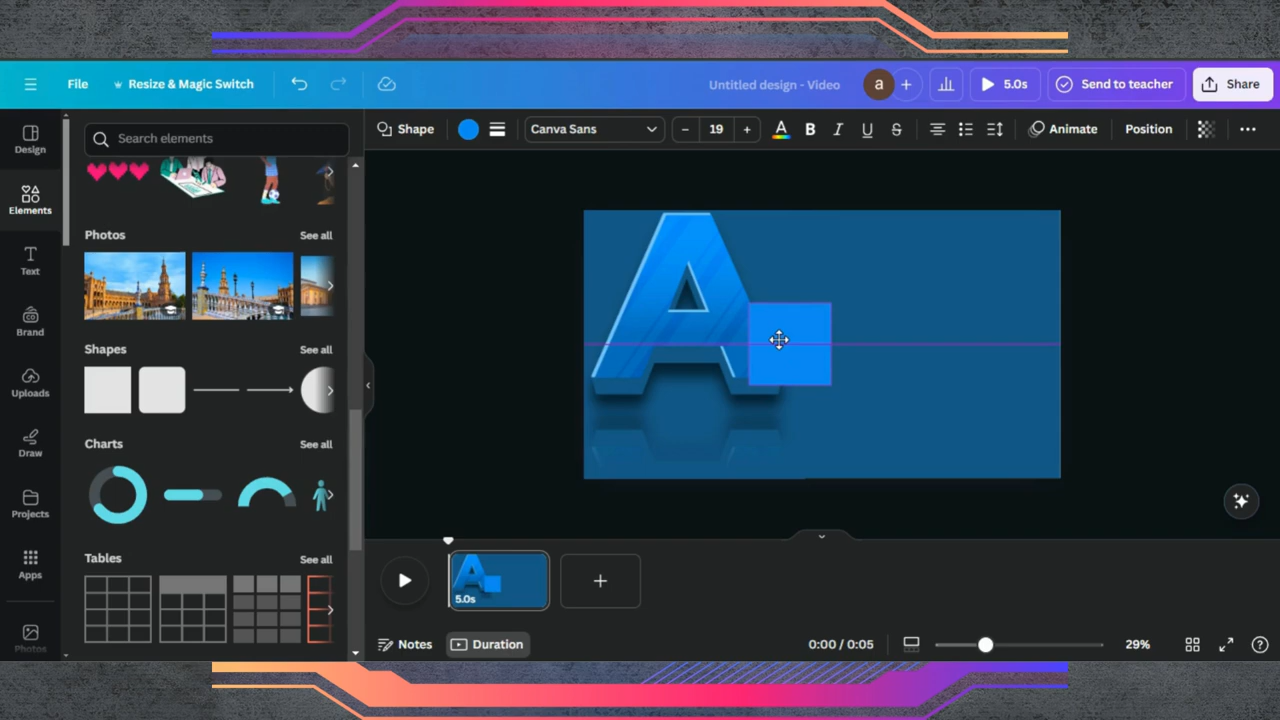 File
Resize & Magic Switch
Untitled design - Video
a
+
5.0s
Send to teacher
Share
Design
Elements
Text
Brand
Uploads
Draw
Projects
Apps
Photos
Search elements
Photos
See all
Shapes
See all
Charts
See all
Tables
See all
Shape
Canva Sans
– 19 +
A
B
I
U
S
Animate
Position
A
A
5.0s
+
Notes
Duration
0:00 / 0:05
29%